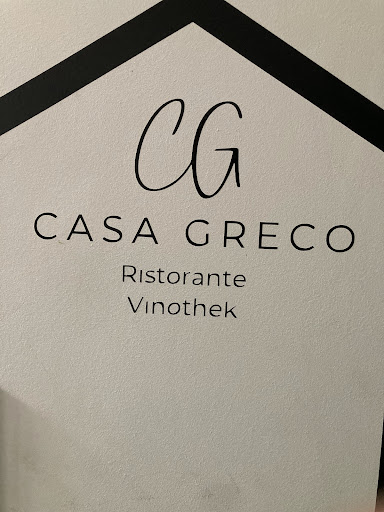 CG
CASA GRECO
Ristorante
Vinothek